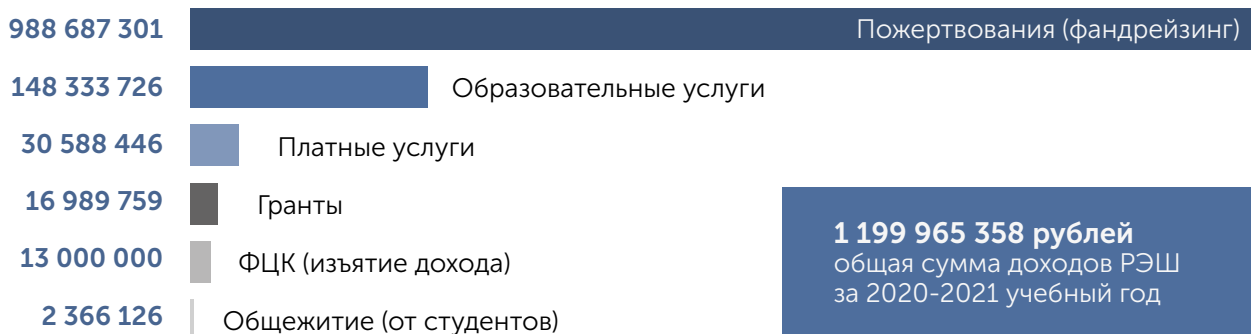 988 687 301 Пожертвования (фандрейзинг)
148 333 726 Образовательные услуги
30 588 446 Платные услуги
16 989 759 Гранты
13 000 000 ФЦК (изъятие дохода)
2 366 126 Общежитие (от студентов)
1 199 965 358 рублей
общая сумма доходов РЭШ
за 2020-2021 учебный год